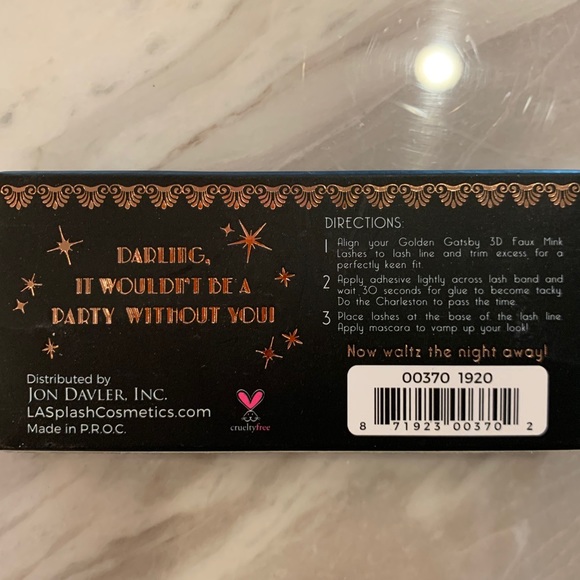 DARLING,
IT WOULDN'T BE A
PARTY WITHOUT YOU!
Distributed by
JON DAVLER, INC.
LASplashCosmetics.com
Made in P.R.C.
crueltyfree
DIRECTIONS:
1 Align your Golden Gatsby 3D Faux Mink
Lashes to lash line and trim excess for a
perfectly keen fit.
2 Apply adhesive lightly across lash band and
wait 30 seconds for glue to become tacky.
Do the Charleston to pass the time.
3 Place lashes at the base of the lash line.
Apply mascara to vamp up your look!
Now waltz the night away!
00370 1920
8 71923 00370 2